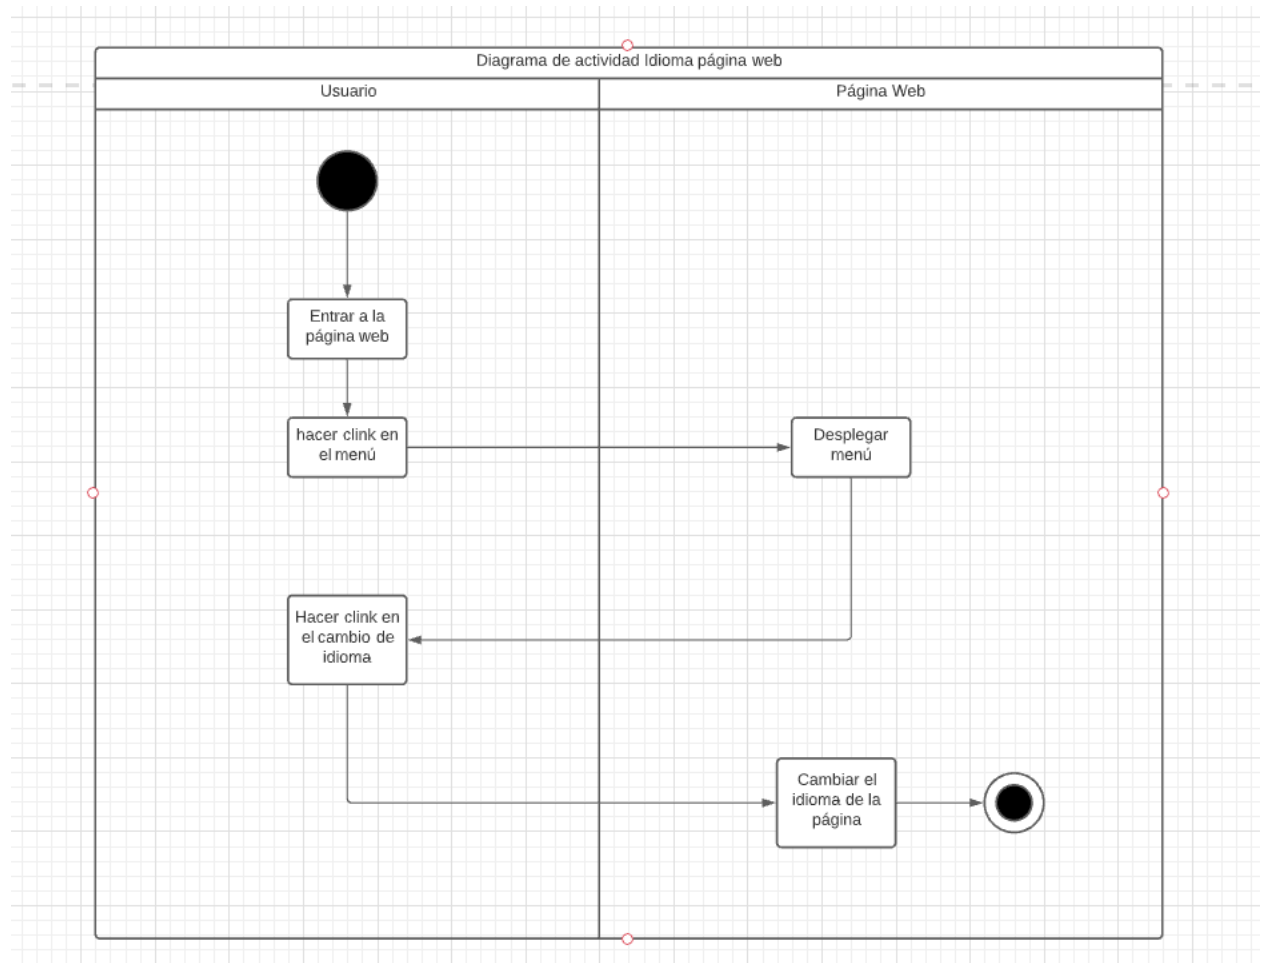 Diagrama de actividad Idioma página web
Usuario
Página Web
Entrar a la
página web
hacer clink en
el menú
Desplegar
menú
Hacer clink en
el cambio de
idioma
Cambiar el
idioma de la
página